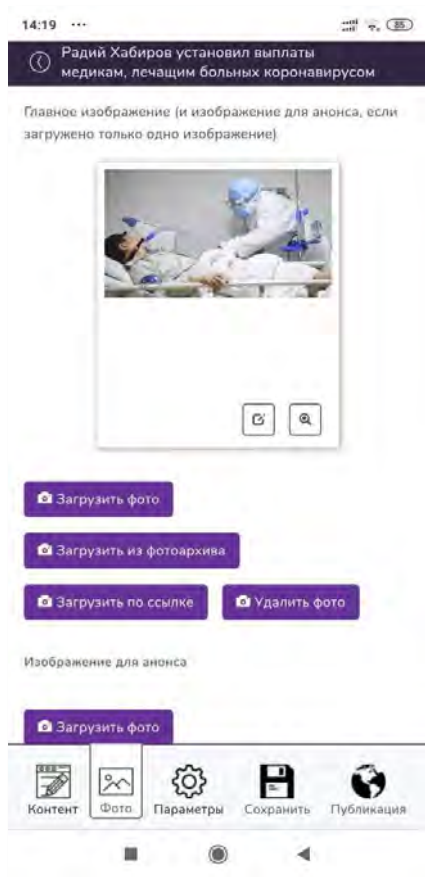 14:19 ...
85
Радий Хабиров установил выплаты
медикам, лечащим больных коронавирусом
Главное изображение (и изображение для анонса, если
загружено только одно изображение)
Загрузить фото
Загрузить из фотоархива
Загрузить по ссылке Удалить фото
Изображение для анонса
Загрузить фото
Контент Фото Параметры Сохранить Публикация